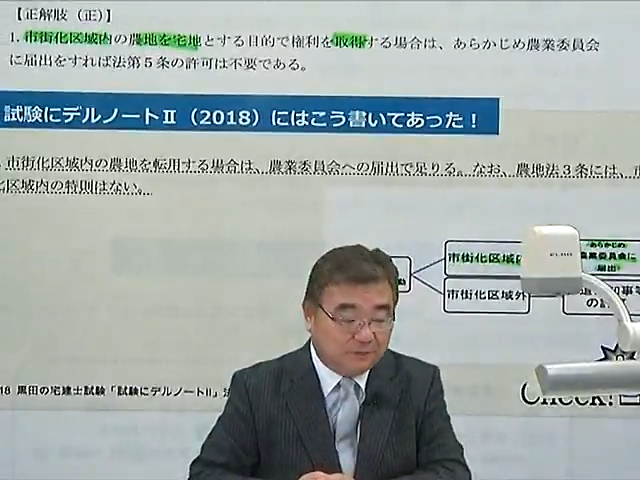 【正解肢(正)】
1. 市街化区域内の農地を宅地とする目的で権利を取得する場合は、あらかじめ農業委員会
に届出をすれば法第5条の許可は不要である。
試験にデルノートⅡ(2018)にはこう書いてあった!
市街化区域内の農地を転用する場合は、農業委員会への届出で足りる。なお、農地法3条には、市
化区域内の特則はない。
あらかじめ
市街化区域内
農業委員会に
届出
市街化区域外
の
18 黒田の宅建士試験「試験にデルノートⅡ」法
Check!